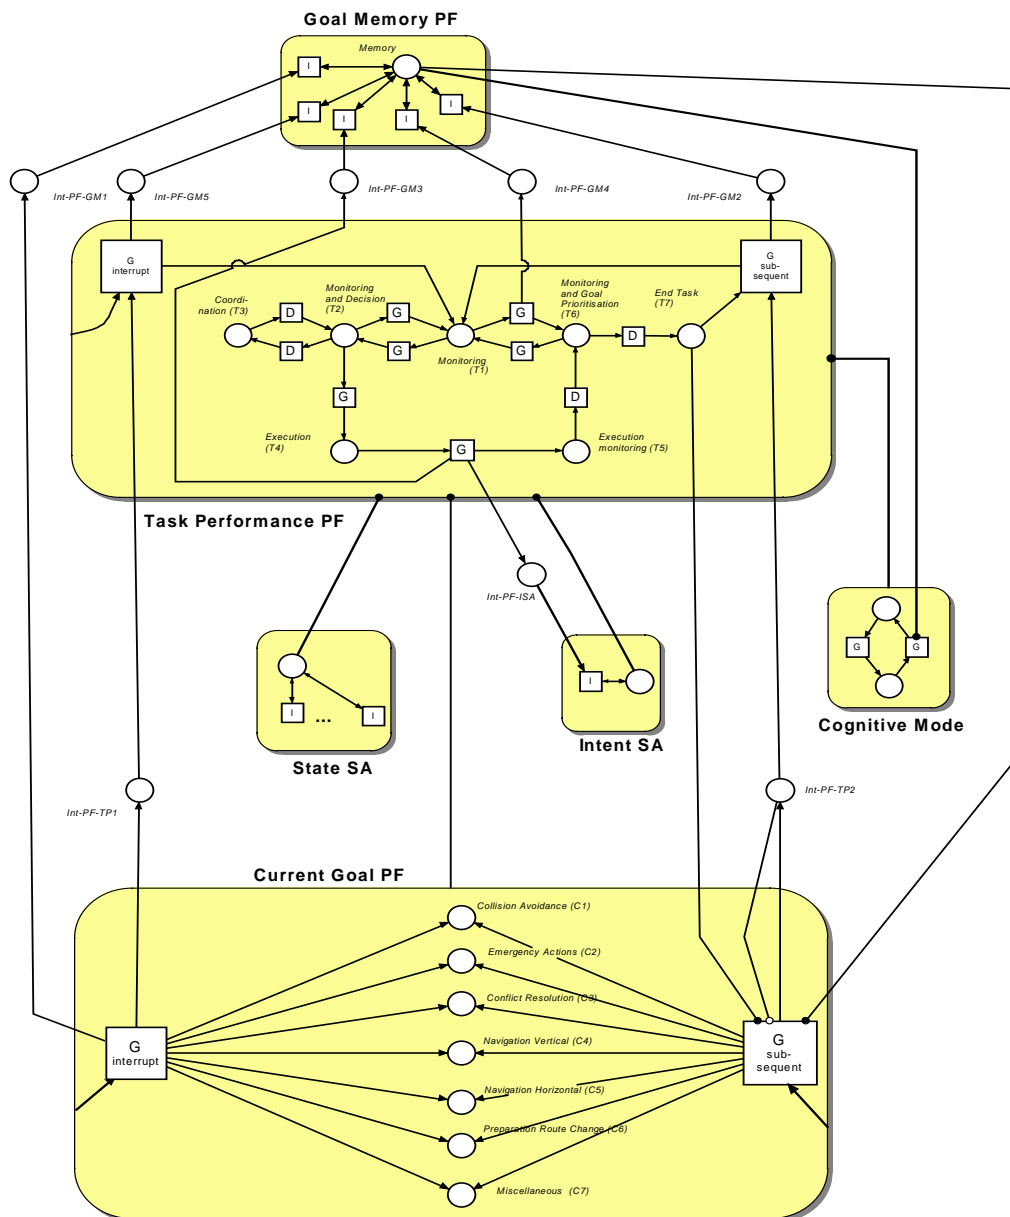 Goal Memory PF
Memory
I
I
I
I
I
Int-PF-GM1
Int-PF-GM5
Int-PF-GM3
Int-PF-GM4
Int-PF-GM2
G
interrupt
G
sub-
sequent
Coordi-
nation (T3)
Monitoring
and Decision
(T2)
Monitoring
and Goal
Prioritisation
(T6)
End Task
(T7)
D
G
G
D
G
G
D
Monitoring
(T1)
G
D
Execution
(T4)
G
Execution
monitoring (T5)
Task Performance PF
Int-PF-ISA
I
...
I
State SA
I
Intent SA
G
G
Cognitive Mode
Int-PF-TP1
Int-PF-TP2
Current Goal PF
Collision Avoidance (C1)
Emergency Actions (C2)
Conflict Resolution (C3)
G
interrupt
Navigation Vertical (C4)
G
sub-
sequent
Navigation Horizontal (C5)
Preparation Route Change (C6)
Miscellaneous (C7)